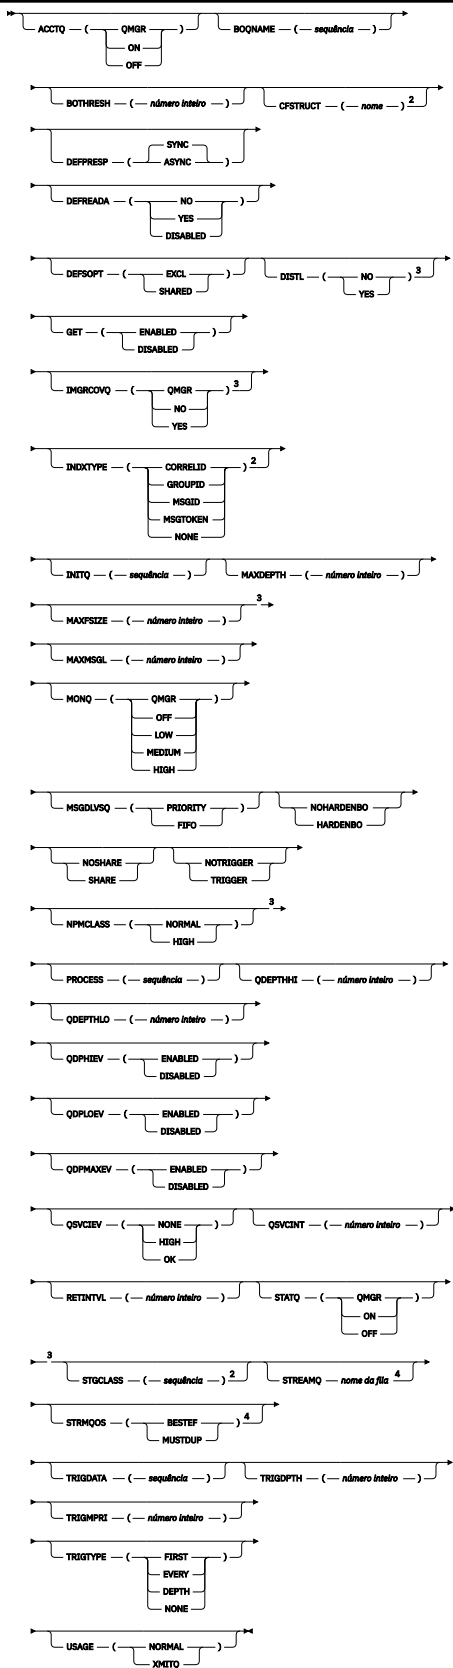 ACCTQ ( QMGR ) BOQNAME ( sequência )
ON
OFF
BOTHRESH ( número inteiro ) CFSTRUCT ( nome ) 2
SYNC
DEFPRESP ( ASYNC )
DEFREADA ( NO )
YES
DISABLED
DEFSOPT ( EXCL ) DISTL ( NO ) 3
SHARED YES
GET ( ENABLED )
DISABLED
IMGRCOVQ ( QMGR ) 3
NO
YES
INDXTYPE ( CORRELID ) 2
GROUPID
MSGID
MSGTOKEN
NONE
INITQ ( sequência ) MAXDEPTH ( número inteiro )
MAXFSIZE ( número inteiro ) 3
MAXMSGL ( número inteiro )
MONQ ( QMGR )
OFF
LOW
MEDIUM
HIGH
MSGDLVSQ ( PRIORITY ) NOHARDENBO
FIFO HARDENBO
NOSHARE NOTRIGGER
SHARE TRIGGER
NPMCLASS ( NORMAL ) 3
HIGH
PROCESS ( sequência ) QDEPTHHI ( número inteiro )
QDEPTHLO ( número inteiro )
QDPHIEV ( ENABLED )
DISABLED
QDPLOEV ( ENABLED )
DISABLED
QDPMAXEV ( ENABLED )
DISABLED
QSVCIEV ( NONE ) QSVCINT ( número inteiro )
HIGH
OK
RETINTVL ( número inteiro ) STATQ ( QMGR )
ON
OFF
3 STGCLASS ( sequência ) 2 STREAMQ nome da fila 4
STRMQOS ( BESTEF ) 4
MUSTDUP
TRIGDATA ( sequência ) TRIGDPTH ( número inteiro )
TRIGMPRI ( número inteiro )
TRIGTYPE ( FIRST )
EVERY
DEPTH
NONE
USAGE ( NORMAL )
XMITQ